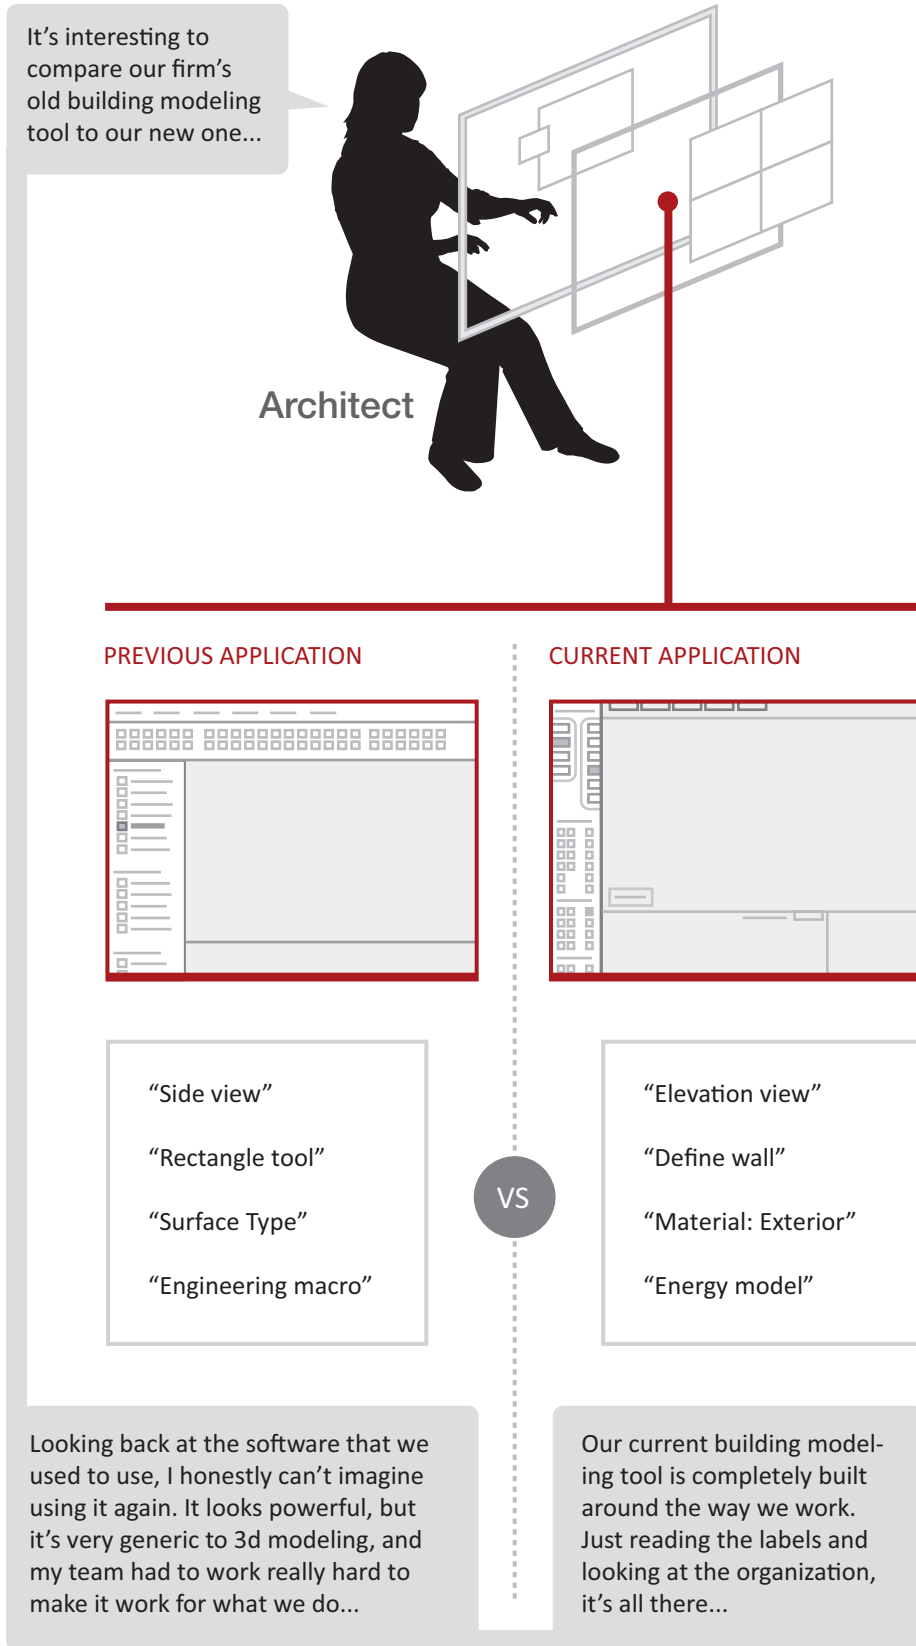 It’s interesting to
compare our firm’s
old building modeling
tool to our new one...
Architect
PREVIOUS APPLICATION
CURRENT APPLICATION
“Side view”
“Rectangle tool”
“Surface Type”
“Engineering macro”
VS
“Elevation view”
“Define wall”
“Material: Exterior”
“Energy model”
Looking back at the software that we
used to use, I honestly can’t imagine
using it again. It looks powerful, but
it’s very generic to 3d modeling, and
my team had to work really hard to
make it work for what we do...
Our current building model-
ing tool is completely built
around the way we work.
Just reading the labels and
looking at the organization,
it’s all there...